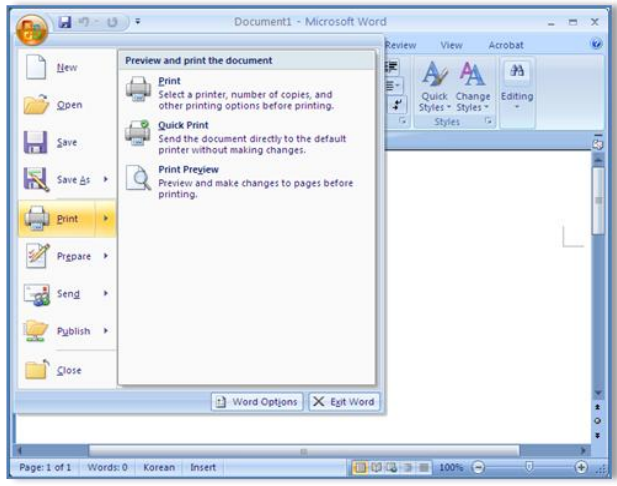 Document1 - Microsoft Word
Review View Acrobat
New
Open
Save
Save As
Print
Prepare
Send
Publish
Close
Preview and print the document
Print
Select a printer, number of copies, and
other printing options before printing.
Quick Print
Send the document directly to the default
printer without making changes.
Print Preview
Preview and make changes to pages before
printing.
Quick Styles
Change Styles
Editing
Styles
Word Options
Exit Word
Page: 1 of 1 Words: 0 Korean Insert 100%